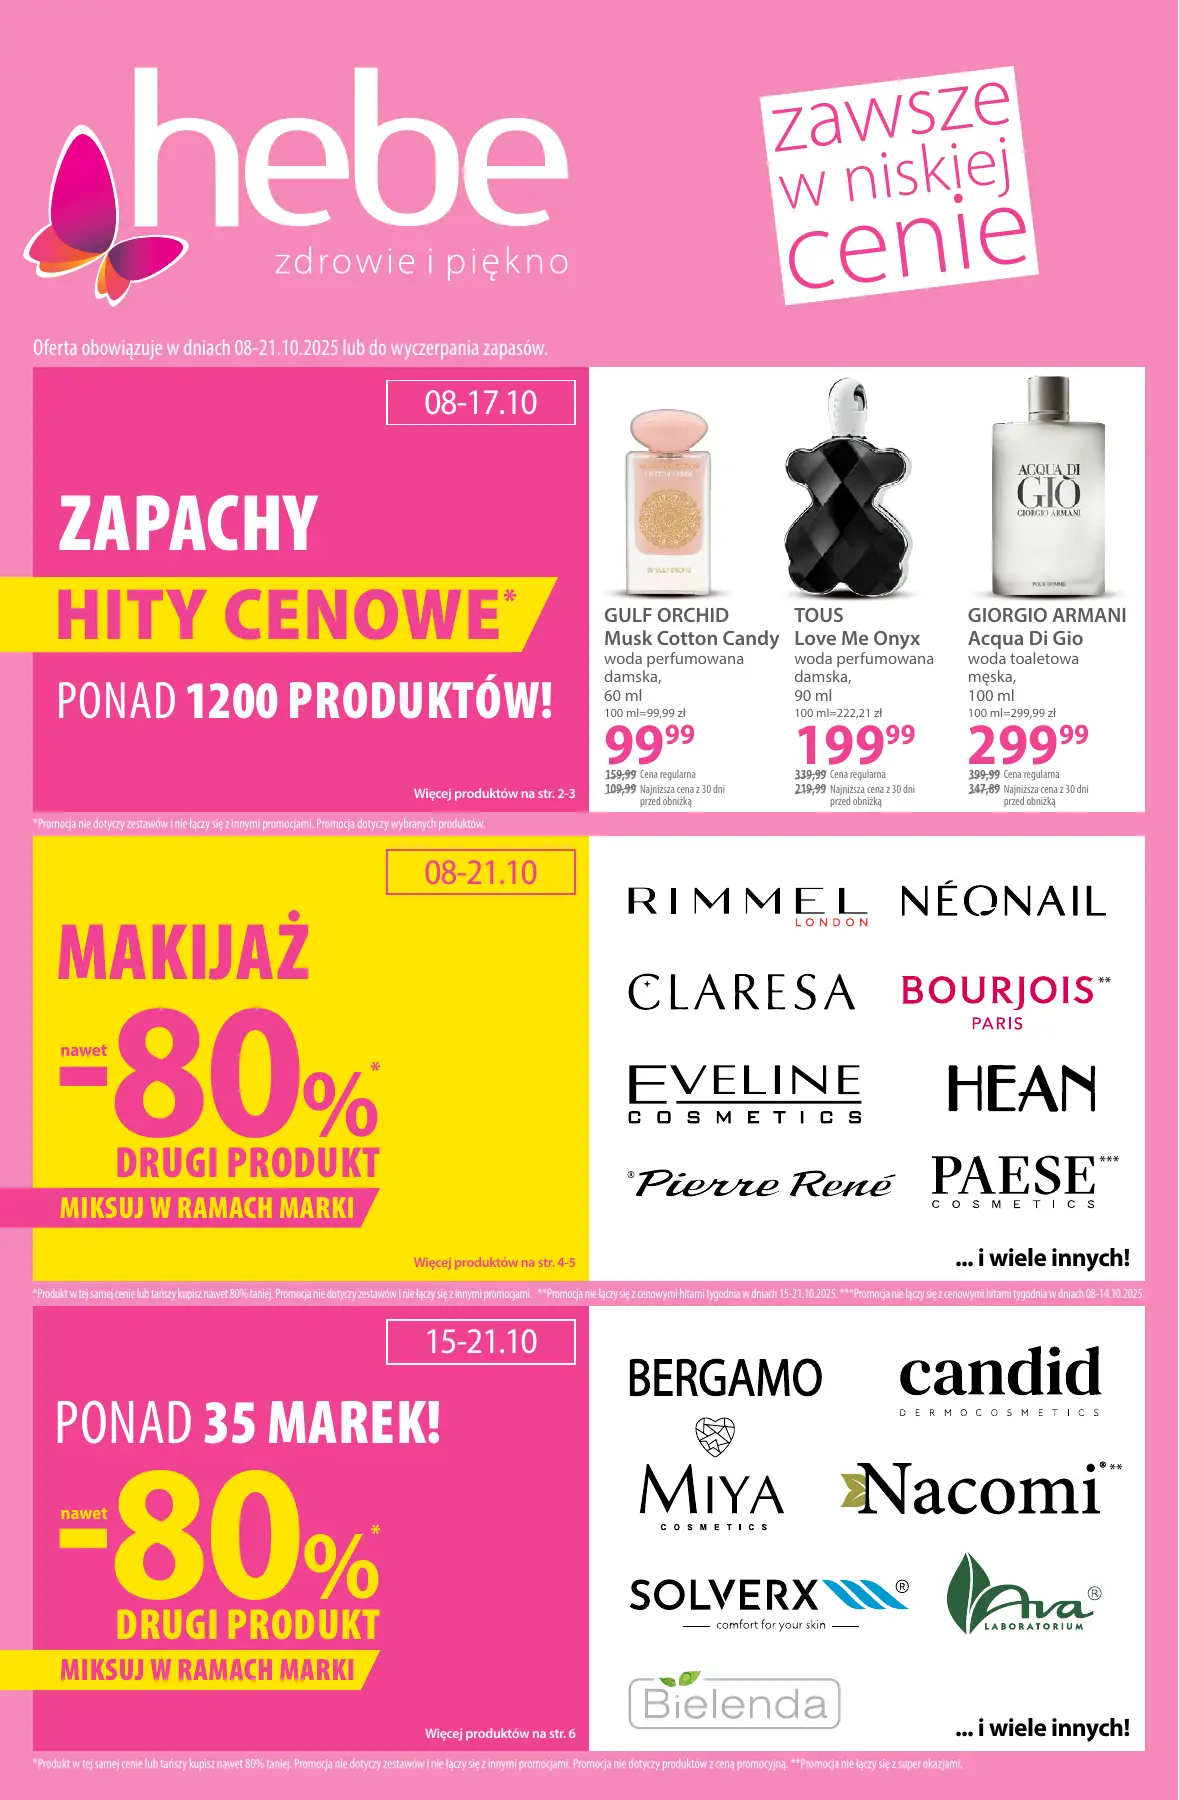 hebe
zdrowie i piękno
zawsze
w niskiej
cenie
Oferta obowiązuje w dniach 08-21.10.2025 lub do wyczerpania zapasów.
08-17.10
ZAPACHY
HITY CENOWE*
PONAD 1200 PRODUKTÓW!
Więcej produktów na str. 2-3
ACQUA DI
GIÒ
GIORGIO ARMANI
POUR HOMME
GULF ORCHID
Musk Cotton Candy
woda perfumowana
damska,
60 ml
100 ml=99,99 zł
99 99
159,99 Cena regularna
109,99 Najniższa cena z 30 dni
przed obniżką
TOUS
Love Me Onyx
woda perfumowana
damska,
90 ml
100 ml=222,21 zł
199 99
339,99 Cena regularna
219,99 Najniższa cena z 30 dni
przed obniżką
GIORGIO ARMANI
Acqua Di Gio
woda toaletowa
męska,
100 ml
100 ml=299,99 zł
299 99
399,99 Cena regularna
347,89 Najniższa cena z 30 dni
przed obniżką
*Promocja nie dotyczy zestawów i nie łączy się z innymi promocjami. Promocja dotyczy wybranych produktów.
08-21.10
MAKIJAŻ
nawet
-80%*
DRUGI PRODUKT
MIKSUJ W RAMACH MARKI
Więcej produktów na str. 4-5
RIMMEL
LONDON
NÉONAIL
CLARESA
BOURJOIS**
PARIS
EVELINE
COSMETICS
HEAN
®Pierre René
PAESE***
COSMETICS
... i wiele innych!
*Produkt w tej samej cenie lub tańszy kupisz nawet 80% taniej. Promocja nie dotyczy zestawów i nie łączy się z innymi promocjami. **Promocja nie łączy się z cenowymi hitami tygodnia w dniach 15-21.10.2025. ***Promocja nie łączy się z cenowymi hitami tygodnia w dniach 08-14.10.2025.
15-21.10
PONAD 35 MAREK!
nawet
-80%*
DRUGI PRODUKT
MIKSUJ W RAMACH MARKI
Więcej produktów na str. 6
BERGAMO
candid
DERMOCOSMETICS
MIYA
COSMETICS
Nacomi®**
SOLVERX®
comfort for your skin
Ava®
LABORATORIUM
Bielenda
... i wiele innych!
*Produkt w tej samej cenie lub tańszy kupisz nawet 80% taniej. Promocja nie dotyczy zestawów i nie łączy się z innymi promocjami. Promocja nie dotyczy produktów z ceną promocyjną. **Promocja nie łączy się z super okazjami.